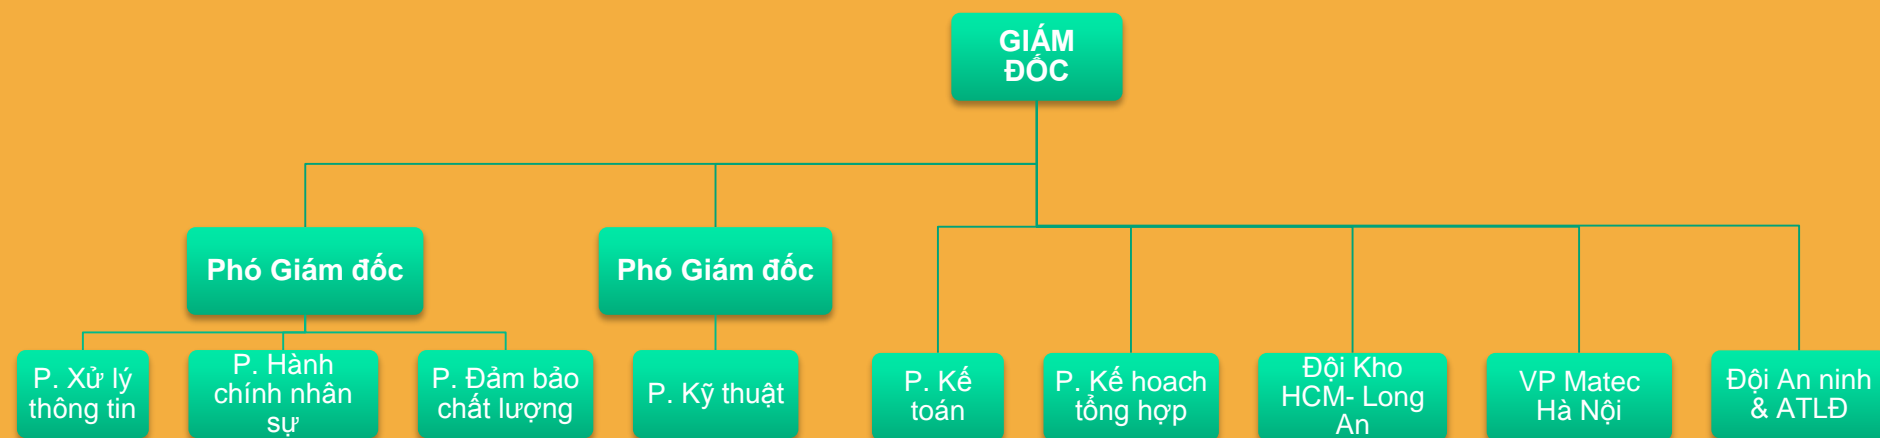 GIÁM
ĐỐC
Phó Giám đốc
Phó Giám đốc
P. Xử lý
thông tin
P. Hành
chính nhân
sự
P. Đảm bảo
chất lượng
P. Kỹ thuật
P. Kế
toán
P. Kế hoach
tổng hợp
Đội Kho
HCM- Long
An
VP Matec
Hà Nội
Đội An ninh
& ATLĐ